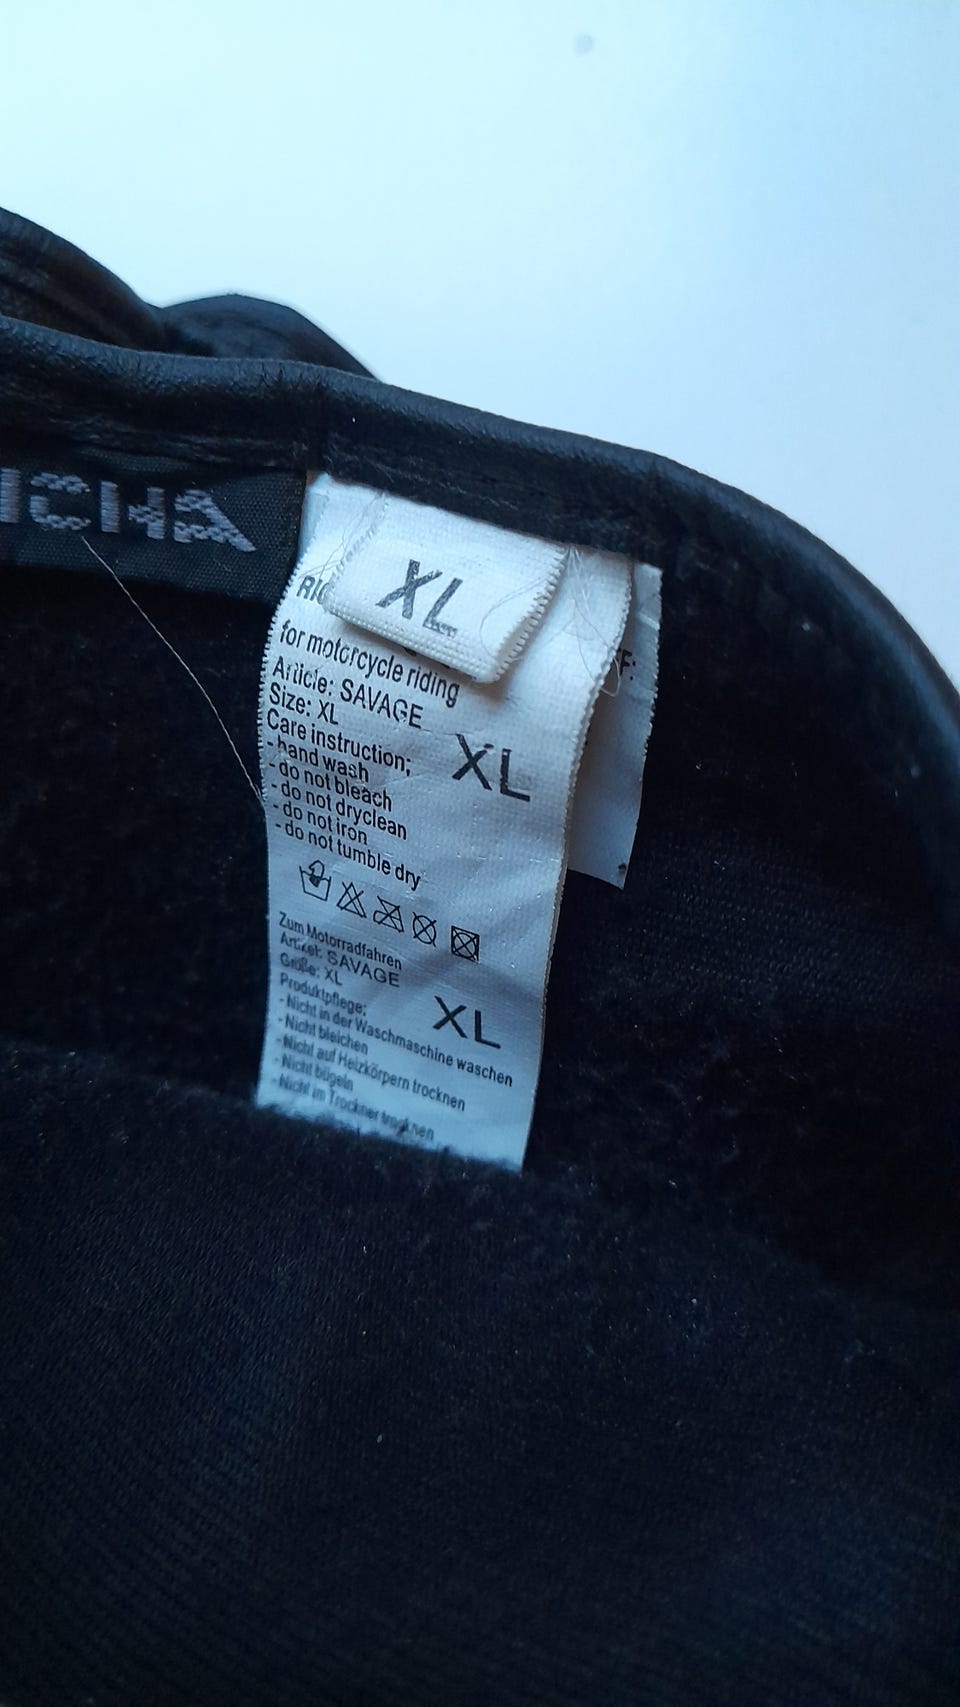 ICHA
XL
RIC
for motorcycle riding
Article: SAVAGE
Size: XL
XL
Care instruction;
- hand wash
- do not bleach
- do not dryclean
- do not iron
- do not tumble dry
Zum Motorradfahren
Artikel: SAVAGE
Größe: XL
XL
Produktpflege:
- Nicht in der Waschmaschine waschen
- Nicht bleichen
- Nicht auf Heizkörpern trocknen
- Nicht bügeln
- Nicht im Trockner trocknen
F: